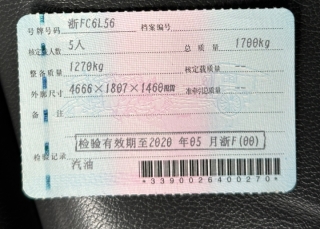 号牌号码 浙FC6L56 档案编号
核定载人数 5人 总质量 1700kg
整备质量 1270kg 核定载质量 --
外廓尺寸 4666×1807×1460mm 准牵引总质量 --
备注
检验有效期至2020 年05 月浙F(00)
检验记录
汽油
*3390026400270*